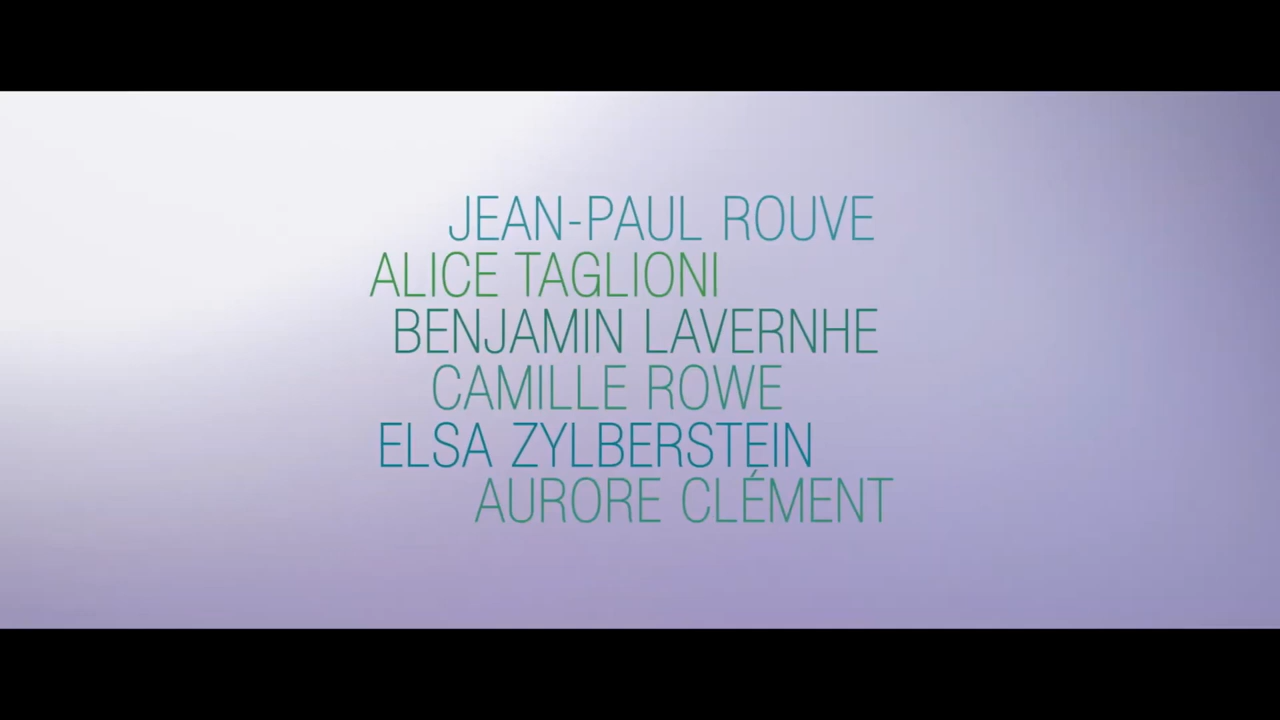 JEAN-PAUL ROUVE
ALICE TAGLIONI
BENJAMIN LAVERNHE
CAMILLE ROWE
ELSA ZYLBERSTEIN
AURORE CLÉMENT